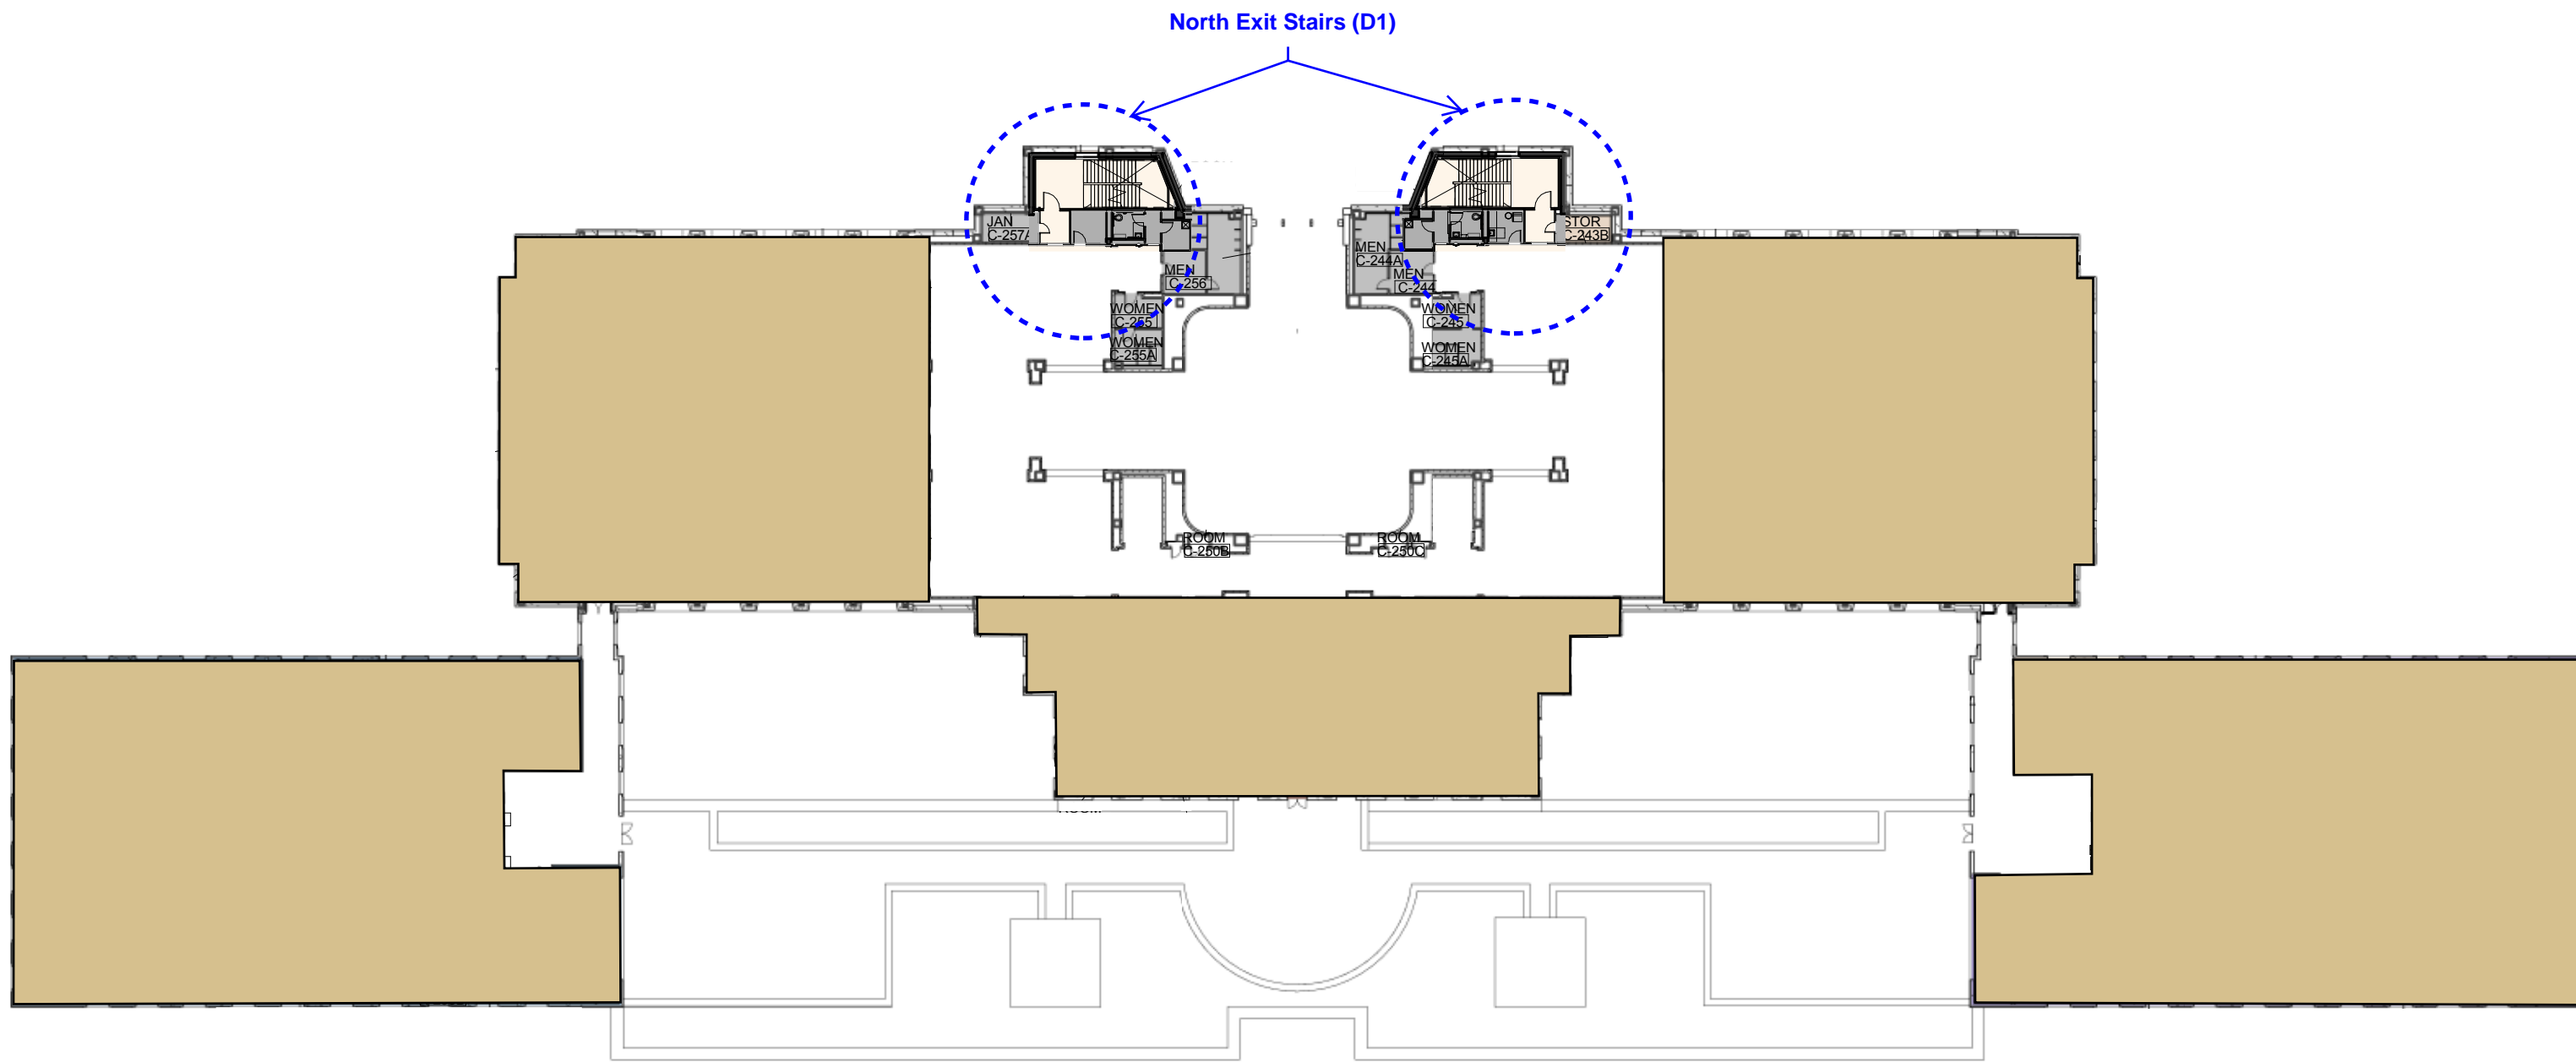 North Exit Stairs (D1)
JAN
C-257A
STOR
C-243B
MEN
C-244A
MEN
C-256
MEN
C-244
WOMEN
C-255
WOMEN
C-245
WOMEN
C-255A
WOMEN
C-245A
ROOM
C-250B
ROOM
C-250C